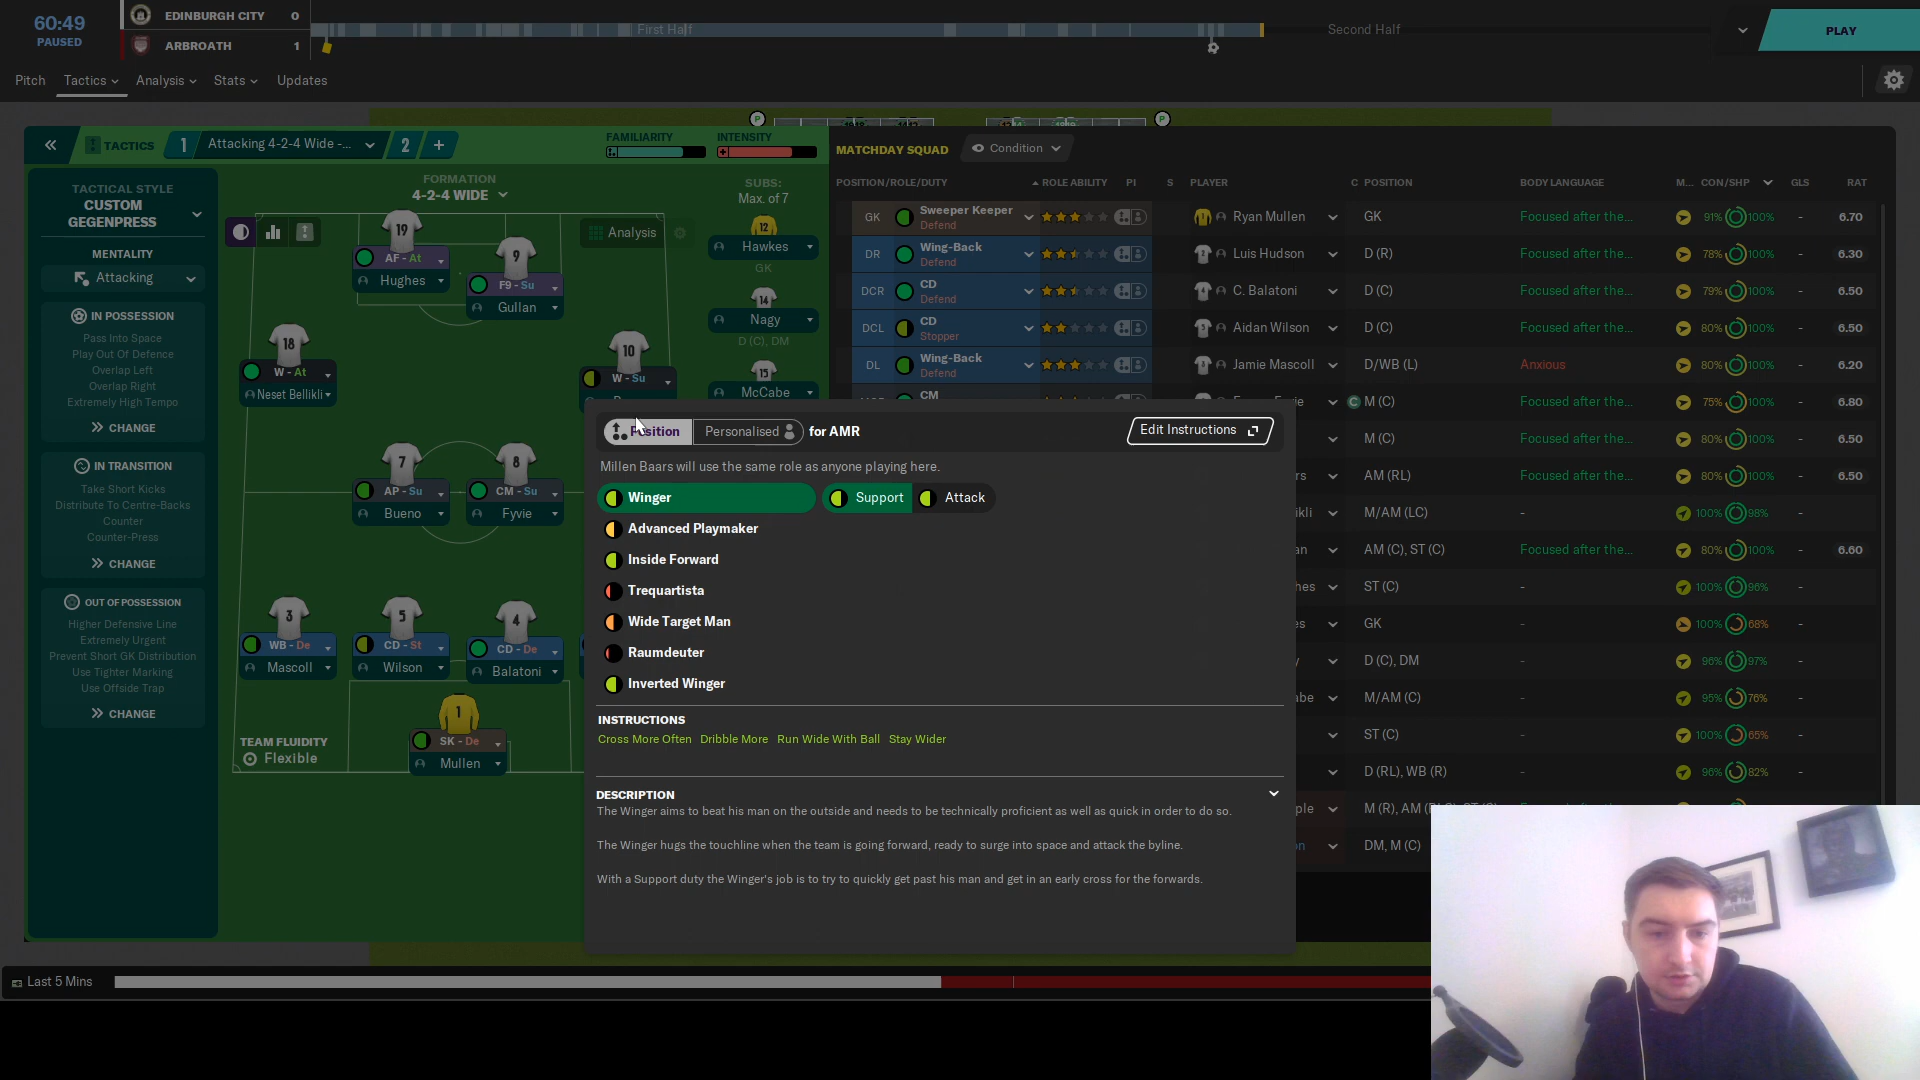 60:49
PAUSED
EDINBURGH CITY 0
ARBROATH 1
First Half
Second Half
PLAY
Pitch Tactics Analysis Stats Updates
TACTICS 1 Attacking 4-2-4 Wide -... 2 +
FAMILIARITY INTENSITY
TACTICAL STYLE
CUSTOM
GEGENPRESS
MENTALITY
Attacking
IN POSSESSION
Pass Into Space
Play Out Of Defence
Overlap Left
Overlap Right
Extremely High Tempo
CHANGE
IN TRANSITION
Take Short Kicks
Distribute To Centre-Backs
Counter
Counter-Press
CHANGE
OUT OF POSSESSION
Higher Defensive Line
Extremely Urgent
Prevent Short GK Distribution
Use Tighter Marking
Use Offside Trap
CHANGE
FORMATION
4-2-4 WIDE
Analysis
19
AF - At
Hughes
9
F9 - Su
Gullan
18
W - At
Neset Bellikli
10
W - Su
7
AP - Su
Bueno
8
CM - Su
Fyvie
3
WB - De
Mascoll
5
CD - St
Wilson
4
CD - De
Balatoni
1
SK - De
Mullen
TEAM FLUIDITY
Flexible
SUBS:
Max. of 7
12
Hawkes
GK
14
Nagy
D (C), DM
15
McCabe
MATCHDAY SQUAD Condition
POSITION/ROLE/DUTY ROLE ABILITY PI S PLAYER C POSITION BODY LANGUAGE M... CON/SHP GLS RAT
GK Sweeper Keeper Defend 1 Ryan Mullen GK Focused after the... 91% 100% - 6.70
DR Wing-Back Defend Luis Hudson D (R) Focused after the... 78% 100% - 6.30
DCR CD Defend C. Balatoni D (C) Focused after the... 79% 100% - 6.50
DCL CD Stopper Aidan Wilson D (C) Focused after the... 80% 100% - 6.50
DL Wing-Back Defend Jamie Mascoll D/WB (L) Anxious 80% 100% - 6.20
CM C M (C) Focused after the... 75% 100% - 6.80
M (C) Focused after the... 80% 100% - 6.50
rs AM (RL) Focused after the... 80% 100% - 6.50
ikli M/AM (LC) - 100% 98% -
an AM (C), ST (C) Focused after the... 80% 100% - 6.60
hes ST (C) - 100% 96% -
es GK - 100% 68% -
y D (C), DM - 96% 97% -
abe M/AM (C) - 95% 76% -
ST (C) - 100% 65% -
D (RL), WB (R) - 96% 82% -
ple M (R), AM
on DM, M (C)
Position Personalised for AMR Edit Instructions
Millen Baars will use the same role as anyone playing here.
Winger Support Attack
Advanced Playmaker
Inside Forward
Trequartista
Wide Target Man
Raumdeuter
Inverted Winger
INSTRUCTIONS
Cross More Often Dribble More Run Wide With Ball Stay Wider
DESCRIPTION
The Winger aims to beat his man on the outside and needs to be technically proficient as well as quick in order to do so.
The Winger hugs the touchline when the team is going forward, ready to surge into space and attack the byline.
With a Support duty the Winger's job is to try to quickly get past his man and get in an early cross for the forwards.
Last 5 Mins